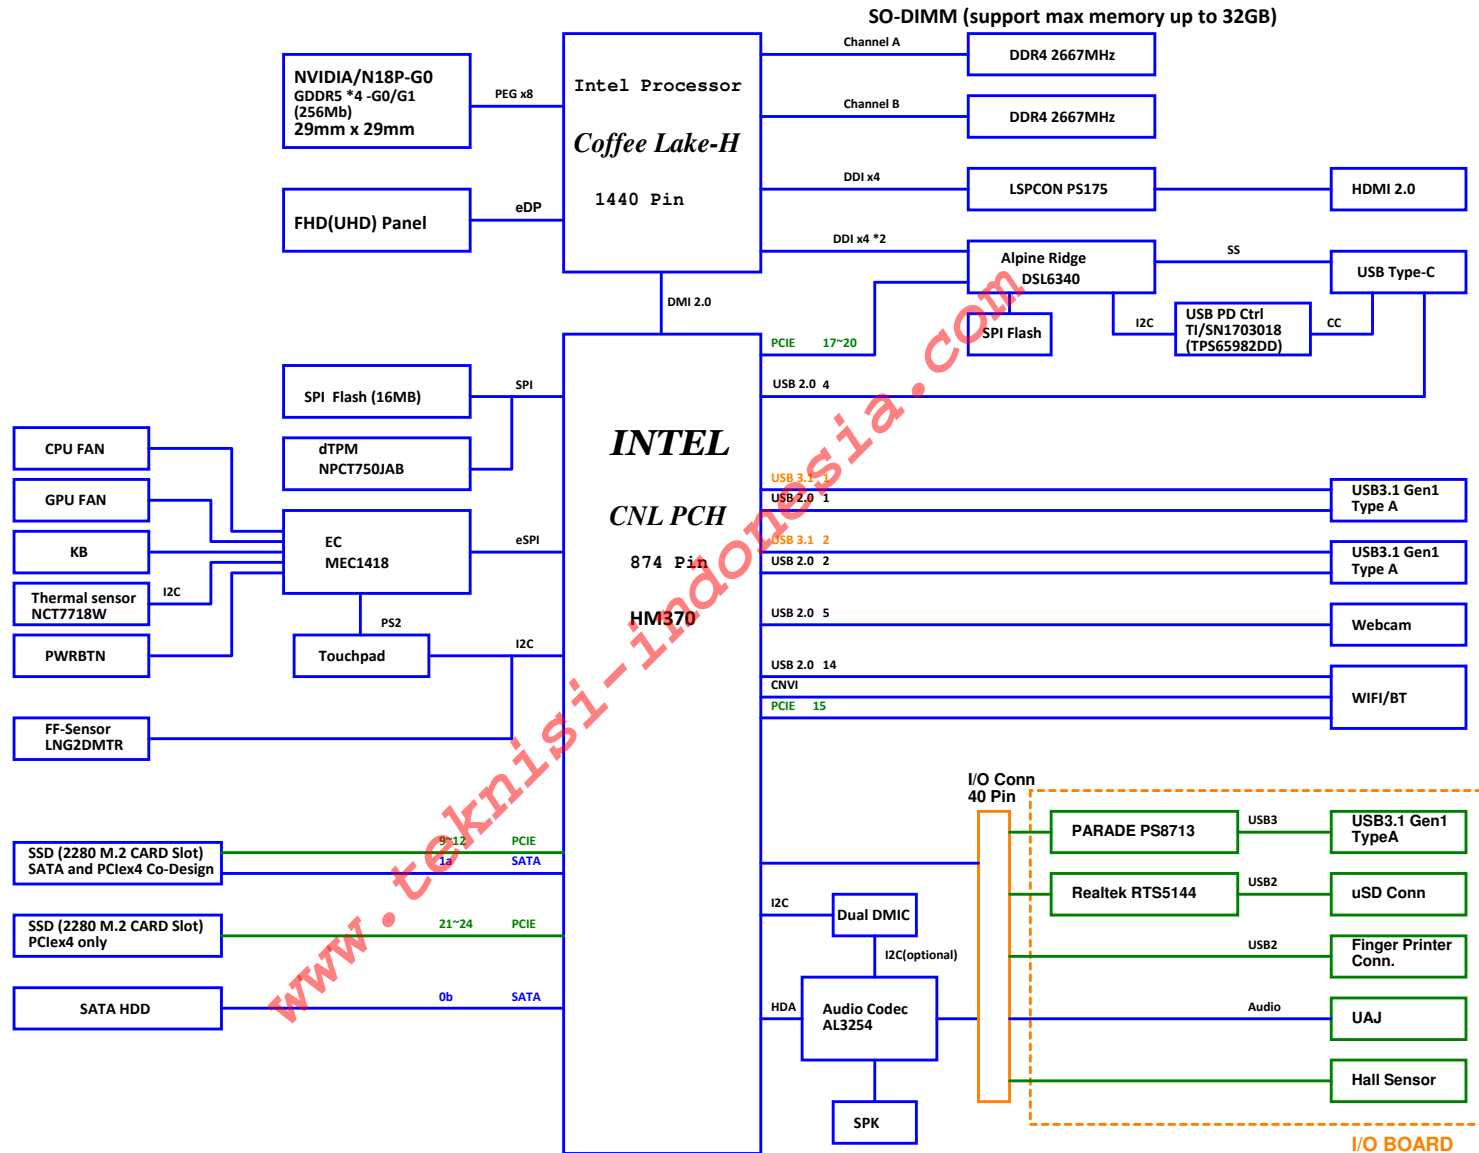 SO-DIMM (support max memory up to 32GB)
NVIDIA/N18P-G0
GDDR5 *4 -G0/G1
(256Mb)
29mm x 29mm
PEG x8
Intel Processor
Coffee Lake-H
1440 Pin
Channel A
DDR4 2667MHz
Channel B
DDR4 2667MHz
DDI x4
LSPCON PS175
HDMI 2.0
FHD(UHD) Panel
eDP
DDI x4 *2
Alpine Ridge
DSL6340
SS
USB Type-C
DMI 2.0
SPI Flash
I2C
USB PD Ctrl
TI/SN1703018
(TPS65982DD)
CC
PCIE 17~20
USB 2.0 4
SPI Flash (16MB)
SPI
dTPM
NPCT750JAB
INTEL
CNL PCH
874 Pin
HM370
CPU FAN
GPU FAN
KB
Thermal sensor
NCT7718W
I2C
PWRBTN
EC
MEC1418
eSPI
PS2
Touchpad
I2C
FF-Sensor
LNG2DMTR
USB 3.1 1
USB 2.0 1
USB3.1 Gen1
Type A
USB 3.1 2
USB 2.0 2
USB3.1 Gen1
Type A
USB 2.0 5
Webcam
USB 2.0 14
CNVI
PCIE 15
WIFI/BT
SSD (2280 M.2 CARD Slot)
SATA and PCIex4 Co-Design
9~12 PCIE
1a SATA
SSD (2280 M.2 CARD Slot)
PCIex4 only
21~24 PCIE
SATA HDD
0b SATA
I/O Conn
40 Pin
PARADE PS8713
USB3
USB3.1 Gen1
TypeA
Realtek RTS5144
USB2
uSD Conn
I2C
Dual DMIC
I2C(optional)
USB2
Finger Printer
Conn.
HDA
Audio Codec
AL3254
Audio
UAJ
Hall Sensor
SPK
I/O BOARD
www.teknisi-indonesia.com